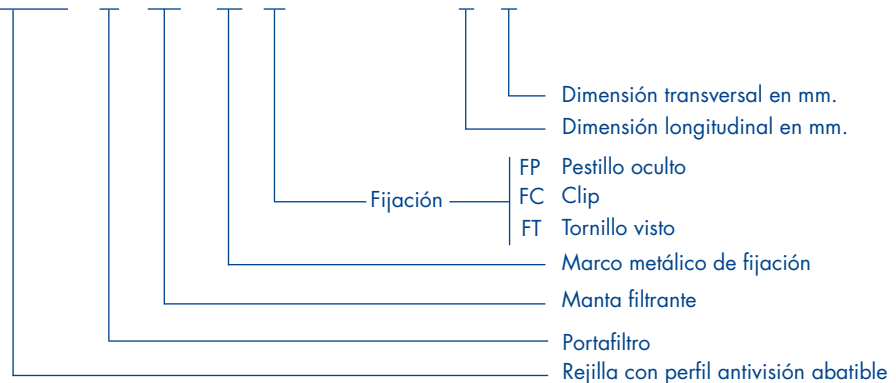 Dimensión transversal en mm.
Dimensión longitudinal en mm.
FP Pestillo oculto
Fijación FC Clip
FT Tornillo visto
Marco metálico de fijación
Manta filtrante
Portafiltro
Rejilla con perfil antivisión abatible